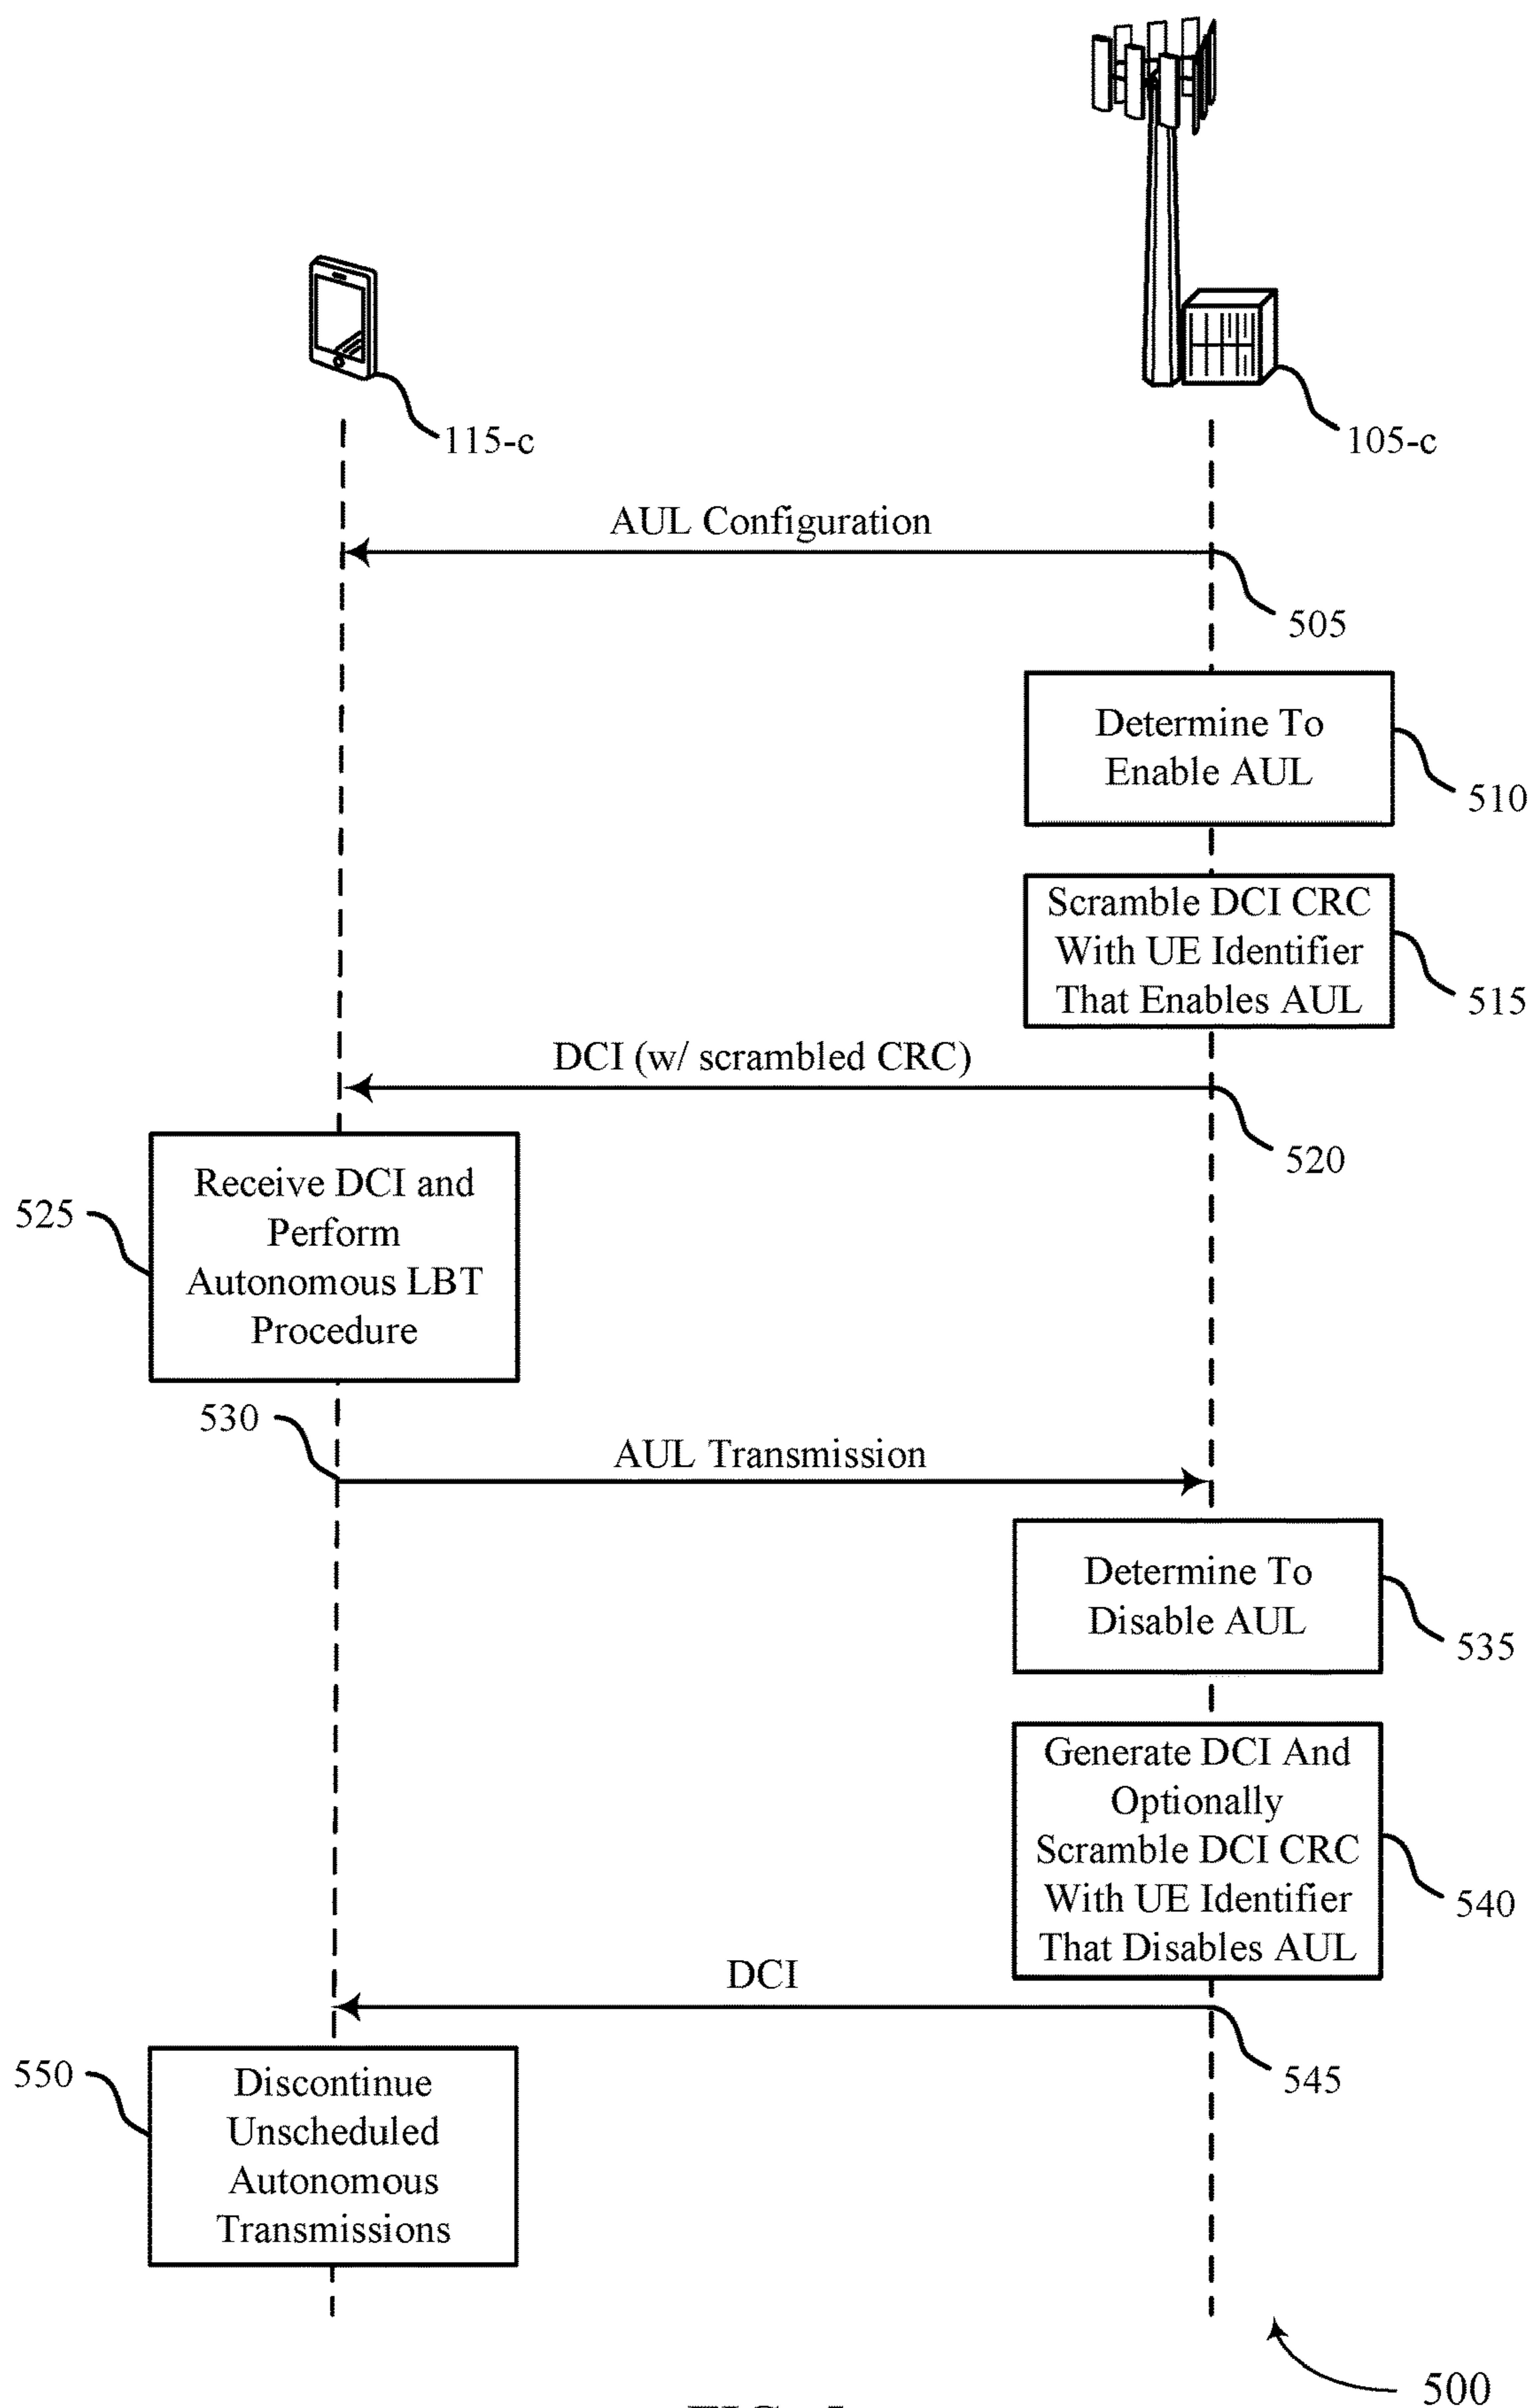 115-c
105-c
AUL Configuration
505
Determine To
Enable AUL
510
Scramble DCI CRC
With UE Identifier
That Enables AUL
515
DCI (w/ scrambled CRC)
520
Receive DCI and
Perform
Autonomous LBT
Procedure
525
530
AUL Transmission
Determine To
Disable AUL
535
Generate DCI And
Optionally
Scramble DCI CRC
With UE Identifier
That Disables AUL
540
DCI
545
550
Discontinue
Unscheduled
Autonomous
Transmissions
500